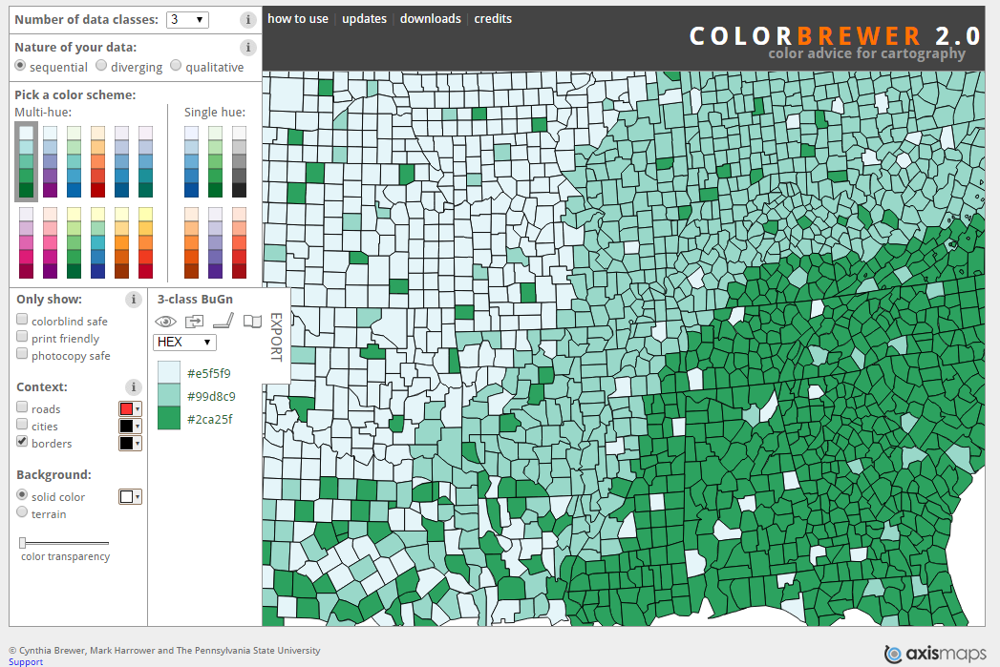 Number of data classes: 3 i
how to use | updates | downloads | credits
COLORBREWER 2.0
color advice for cartography
Nature of your data: i
sequential diverging qualitative
Pick a color scheme:
Multi-hue: Single hue:
Only show: i
colorblind safe
print friendly
photocopy safe
Context: i
roads
cities
borders
Background:
solid color
terrain
color transparency
3-class BuGn
EXPORT
HEX
#e5f5f9
#99d8c9
#2ca25f
© Cynthia Brewer, Mark Harrower and The Pennsylvania State University
Support
axismaps